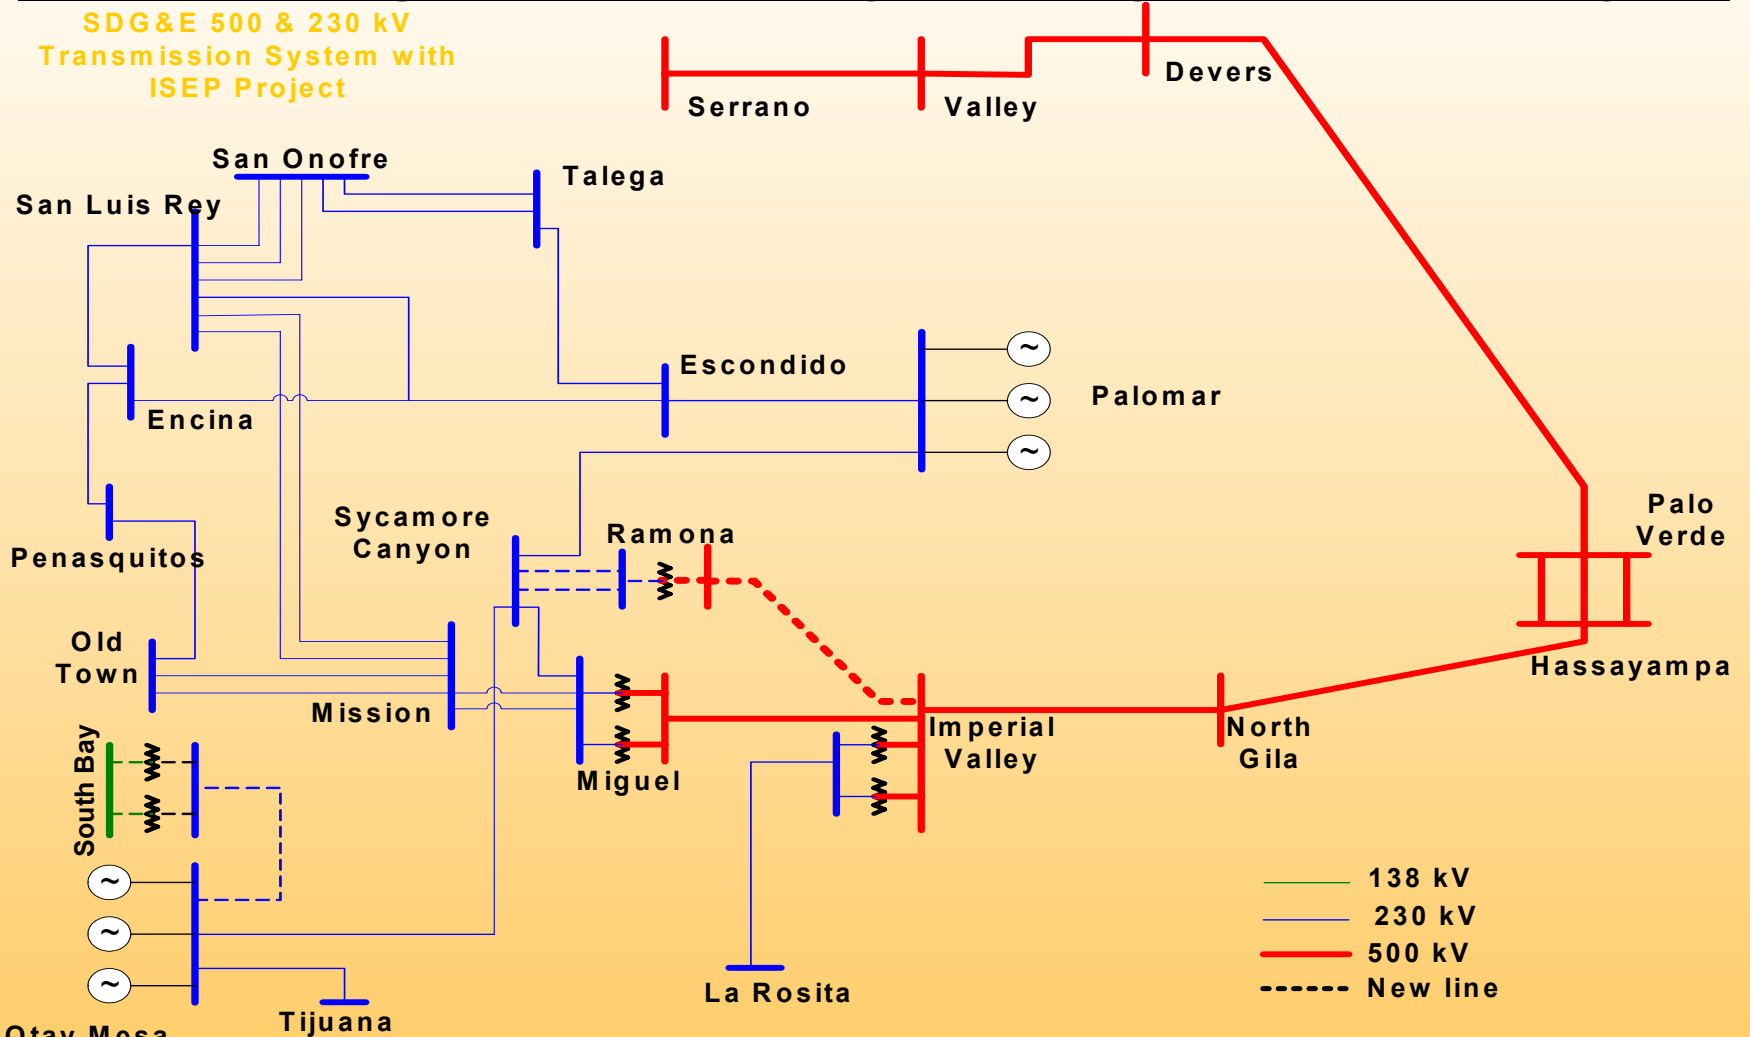 SDG&E 500 & 230 kV
Transmission System with
ISEP Project
Devers
Serrano
Valley
San Onofre
Talega
San Luis Rey
Escondido
Palomar
Encina
Palo
Verde
Sycamore
Canyon
Ramona
Penasquitos
Old
Town
Hassayampa
Mission
Imperial
Valley
North
Gila
South Bay
Miguel
~
~
~
~
~
~
138 kV
230 kV
500 kV
New line
La Rosita
Tijuana
Otay Mesa